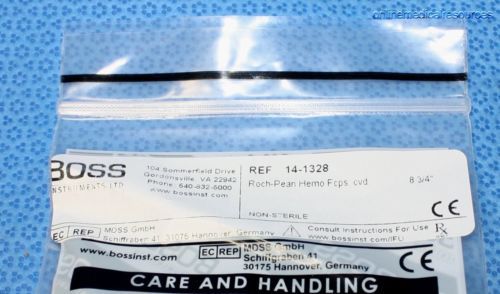 onlinemedicalresources
BOSS
INSTRUMENTS LTD
104 Sommerfield Drive
Gordonsville, VA 22942
Phone: 540-832-5000
www.bossinst.com
REF 14-1328
Roch-Pean Hemo Fcps cvd
8 3/4"
NON-STERILE
CE
EC REP MDSS GmbH
Schiffgraben 41, 30175 Hannover, Germany
Consult Instructions For Use
www.bossinst.com/IFU
Rx
www.bossinst.com
EC REP MDSS GmbH
Schiffgraben 41
30175 Hannover, Germany
CE
CARE AND HANDLING